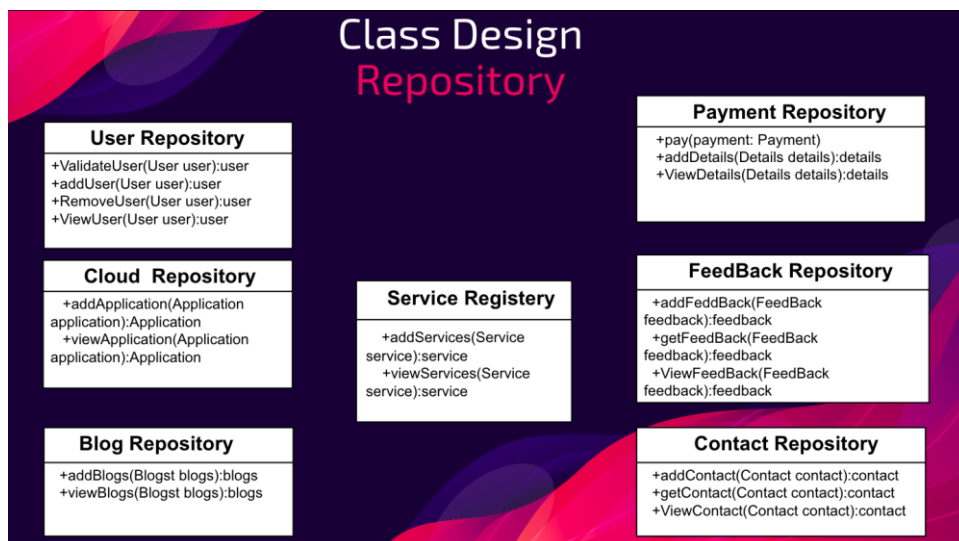 Class Design
Repository
User Repository
+ValidateUser(User user):user
+addUser(User user):user
+RemoveUser(User user):user
+ViewUser(User user):user
Cloud Repository
+addApplication(Application
application):Application
+viewApplication(Application
application):Application
Blog Repository
+addBlogs(Blogst blogs):blogs
+viewBlogs(Blogst blogs):blogs
Service Registery
+addServices(Service
service):service
+viewServices(Service
service):service
Payment Repository
+pay(payment: Payment)
+addDetails(Details details):details
+ViewDetails(Details details):details
FeedBack Repository
+addFeddBack(FeedBack
feedback):feedback
+getFeedBack(FeedBack
feedback):feedback
+ViewFeedBack(FeedBack
feedback):feedback
Contact Repository
+addContact(Contact contact):contact
+getContact(Contact contact):contact
+ViewContact(Contact contact):contact